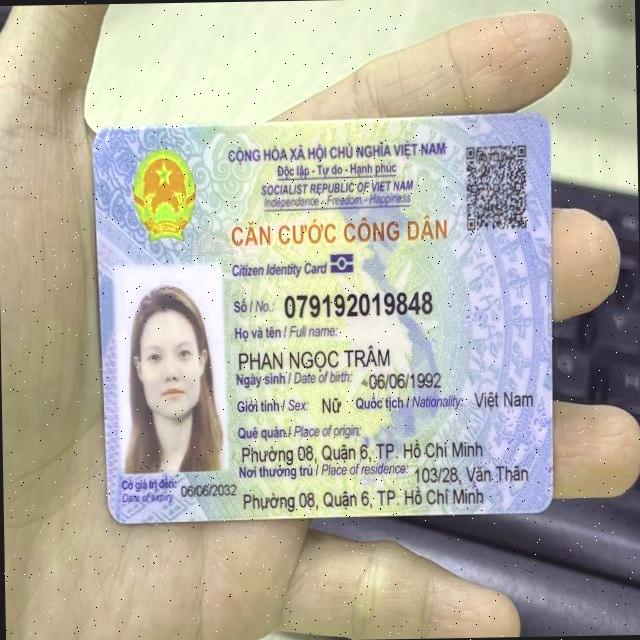 CỘNG HÒA XÃ HỘI CHỦ NGHĨA VIỆT NAM
Độc lập - Tự do - Hạnh phúc
SOCIALIST REPUBLIC OF VIET NAM
Independence - Freedom - Happiness
CĂN CƯỚC CÔNG DÂN
Citizen Identity Card
Số / No.: 079192019848
Họ và tên / Full name:
PHAN NGỌC TRÂM
Ngày sinh / Date of birth: 06/06/1992
Giới tính / Sex: Nữ Quốc tịch / Nationality: Việt Nam
Quê quán / Place of origin:
Phường 08, Quận 6, TP. Hồ Chí Minh
Nơi thường trú / Place of residence: 103/28, Văn Thân
Phường 08, Quận 6, TP. Hồ Chí Minh
Có giá trị đến: 06/06/2032
Date of expiry